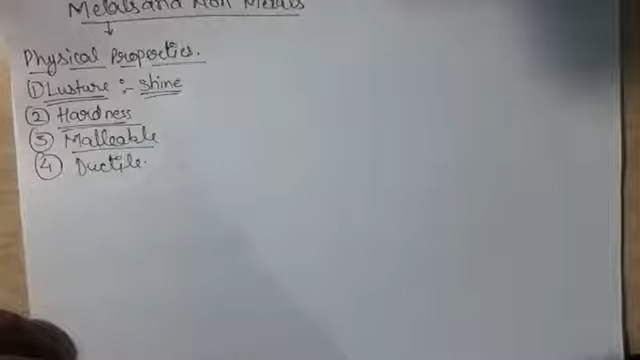 Metals and Non Metals
Physical Properties.
① Lusture :- Shine
② Hardness
③ Malleable
④ Ductile.